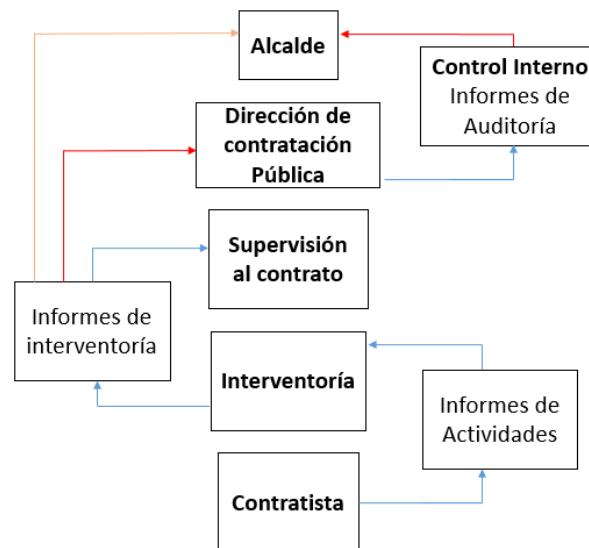 Alcalde
Control Interno
Informes de
Auditoría
Dirección de
contratación
Pública
Supervisión
al contrato
Informes de
interventoría
Interventoría
Informes de
Actividades
Contratista